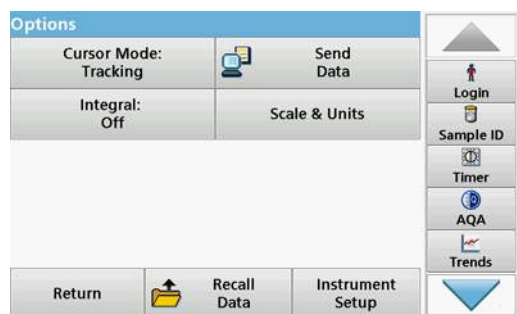 Options
Cursor Mode:
Tracking
Send
Data
Integral:
Off
Scale & Units
Return
Recall
Data
Instrument
Setup
Login
Sample ID
Timer
AQA
Trends